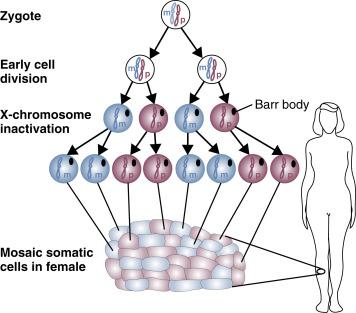 Zygote
m p
Early cell
division
m p m p
X-chromosome
inactivation
Barr body
m p m p
m m p p m m p p
Mosaic somatic
cells in female